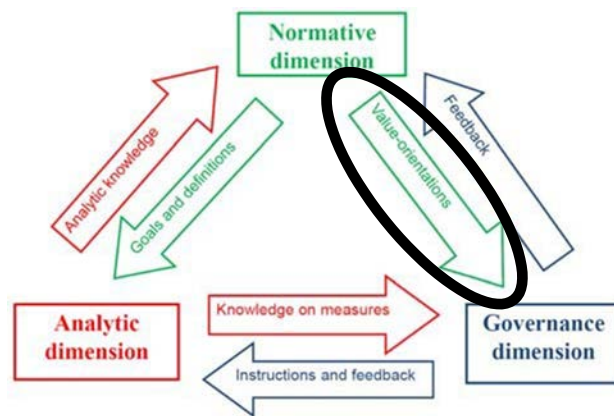 Normative
dimension
Analytic knowledge
Goals and definitions
Value-orientations
Feedback
Knowledge on measures
Analytic
dimension
Governance
dimension
Instructions and feedback